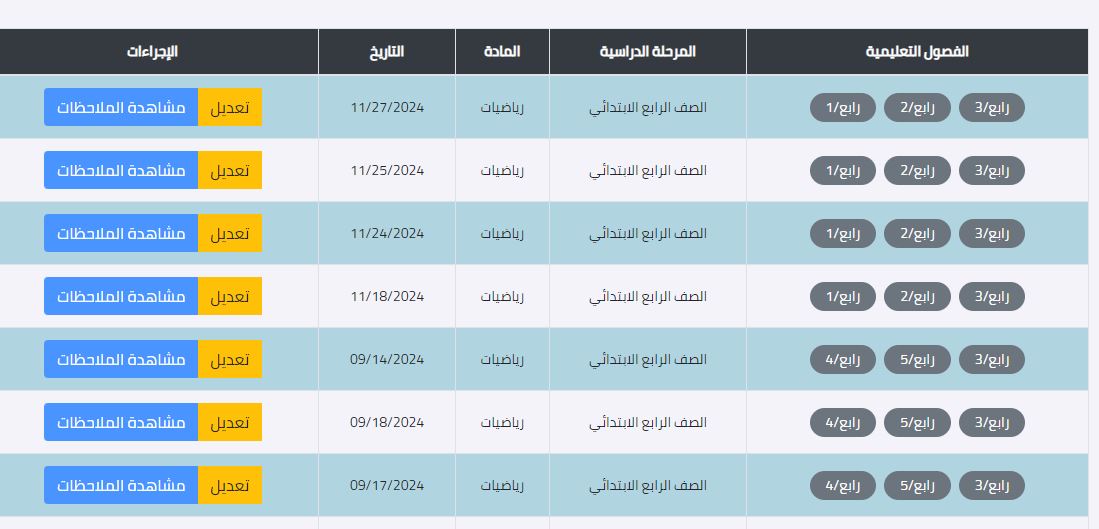 الفصول التعليمية المرحلة الدراسية المادة التاريخ الإجراءات
رابع/3 رابع/2 رابع/1 الصف الرابع الابتدائي رياضيات 11/27/2024 تعديل مشاهدة الملاحظات
رابع/3 رابع/2 رابع/1 الصف الرابع الابتدائي رياضيات 11/25/2024 تعديل مشاهدة الملاحظات
رابع/3 رابع/2 رابع/1 الصف الرابع الابتدائي رياضيات 11/24/2024 تعديل مشاهدة الملاحظات
رابع/3 رابع/2 رابع/1 الصف الرابع الابتدائي رياضيات 11/18/2024 تعديل مشاهدة الملاحظات
رابع/3 رابع/5 رابع/4 الصف الرابع الابتدائي رياضيات 09/14/2024 تعديل مشاهدة الملاحظات
رابع/3 رابع/5 رابع/4 الصف الرابع الابتدائي رياضيات 09/18/2024 تعديل مشاهدة الملاحظات
رابع/3 رابع/5 رابع/4 الصف الرابع الابتدائي رياضيات 09/17/2024 تعديل مشاهدة الملاحظات